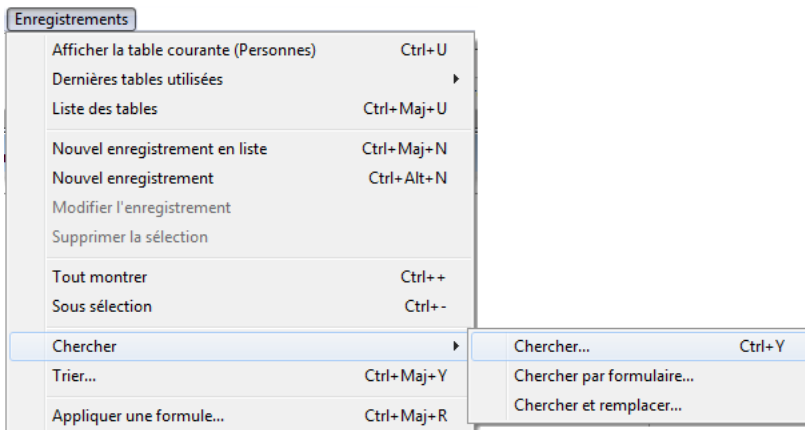 Enregistrements
Afficher la table courante (Personnes) Ctrl+U
Dernières tables utilisées
Liste des tables Ctrl+Maj+U
Nouvel enregistrement en liste Ctrl+Maj+N
Nouvel enregistrement Ctrl+Alt+N
Modifier l'enregistrement
Supprimer la sélection
Tout montrer Ctrl++
Sous sélection Ctrl+-
Chercher Chercher... Ctrl+Y
Trier... Ctrl+Maj+Y Chercher par formulaire...
Chercher et remplacer...
Appliquer une formule... Ctrl+Maj+R